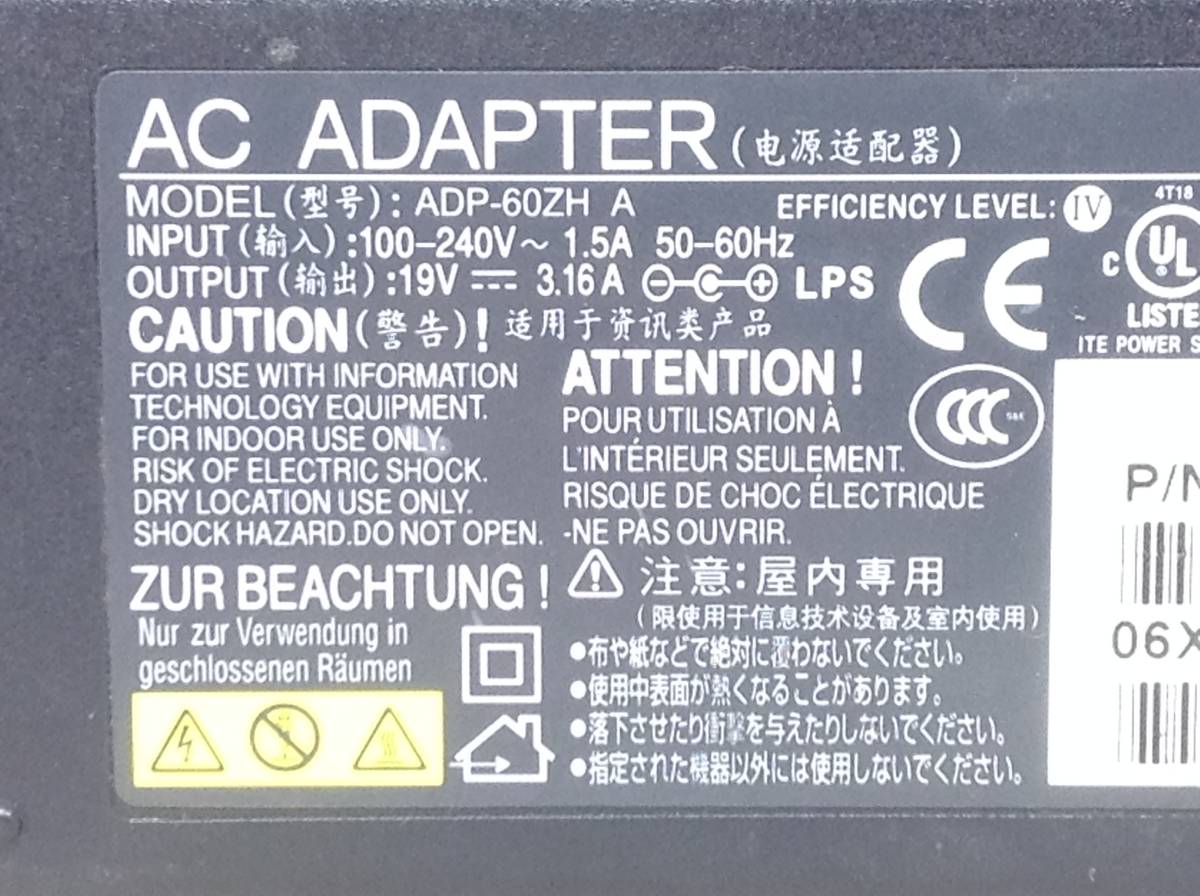 AC ADAPTER(电源适配器)
MODEL(型号): ADP-60ZH A
EFFICIENCY LEVEL: IV
INPUT(输入):100-240V~ 1.5A 50-60Hz
OUTPUT(输出):19V ⎓ 3.16A LPS
CE
4T18
C UL
LISTE
ITE POWER S
CAUTION(警告)! 适用于资讯类产品
FOR USE WITH INFORMATION
TECHNOLOGY EQUIPMENT.
FOR INDOOR USE ONLY.
RISK OF ELECTRIC SHOCK.
DRY LOCATION USE ONLY.
SHOCK HAZARD.DO NOT OPEN.
ATTENTION!
POUR UTILISATION À
L'INTÉRIEUR SEULEMENT.
RISQUE DE CHOC ÉLECTRIQUE
-NE PAS OUVRIR.
CCC S&E
ZUR BEACHTUNG!
Nur zur Verwendung in
geschlossenen Räumen
注意:屋内専用
(限使用于信息技术设备及室内使用)
●布や紙などで絶対に覆わないでください。
●使用中表面が熱くなることがあります。
●落下させたり衝撃を与えたりしないでください。
●指定された機器以外には使用しないでください。
P/N
06X